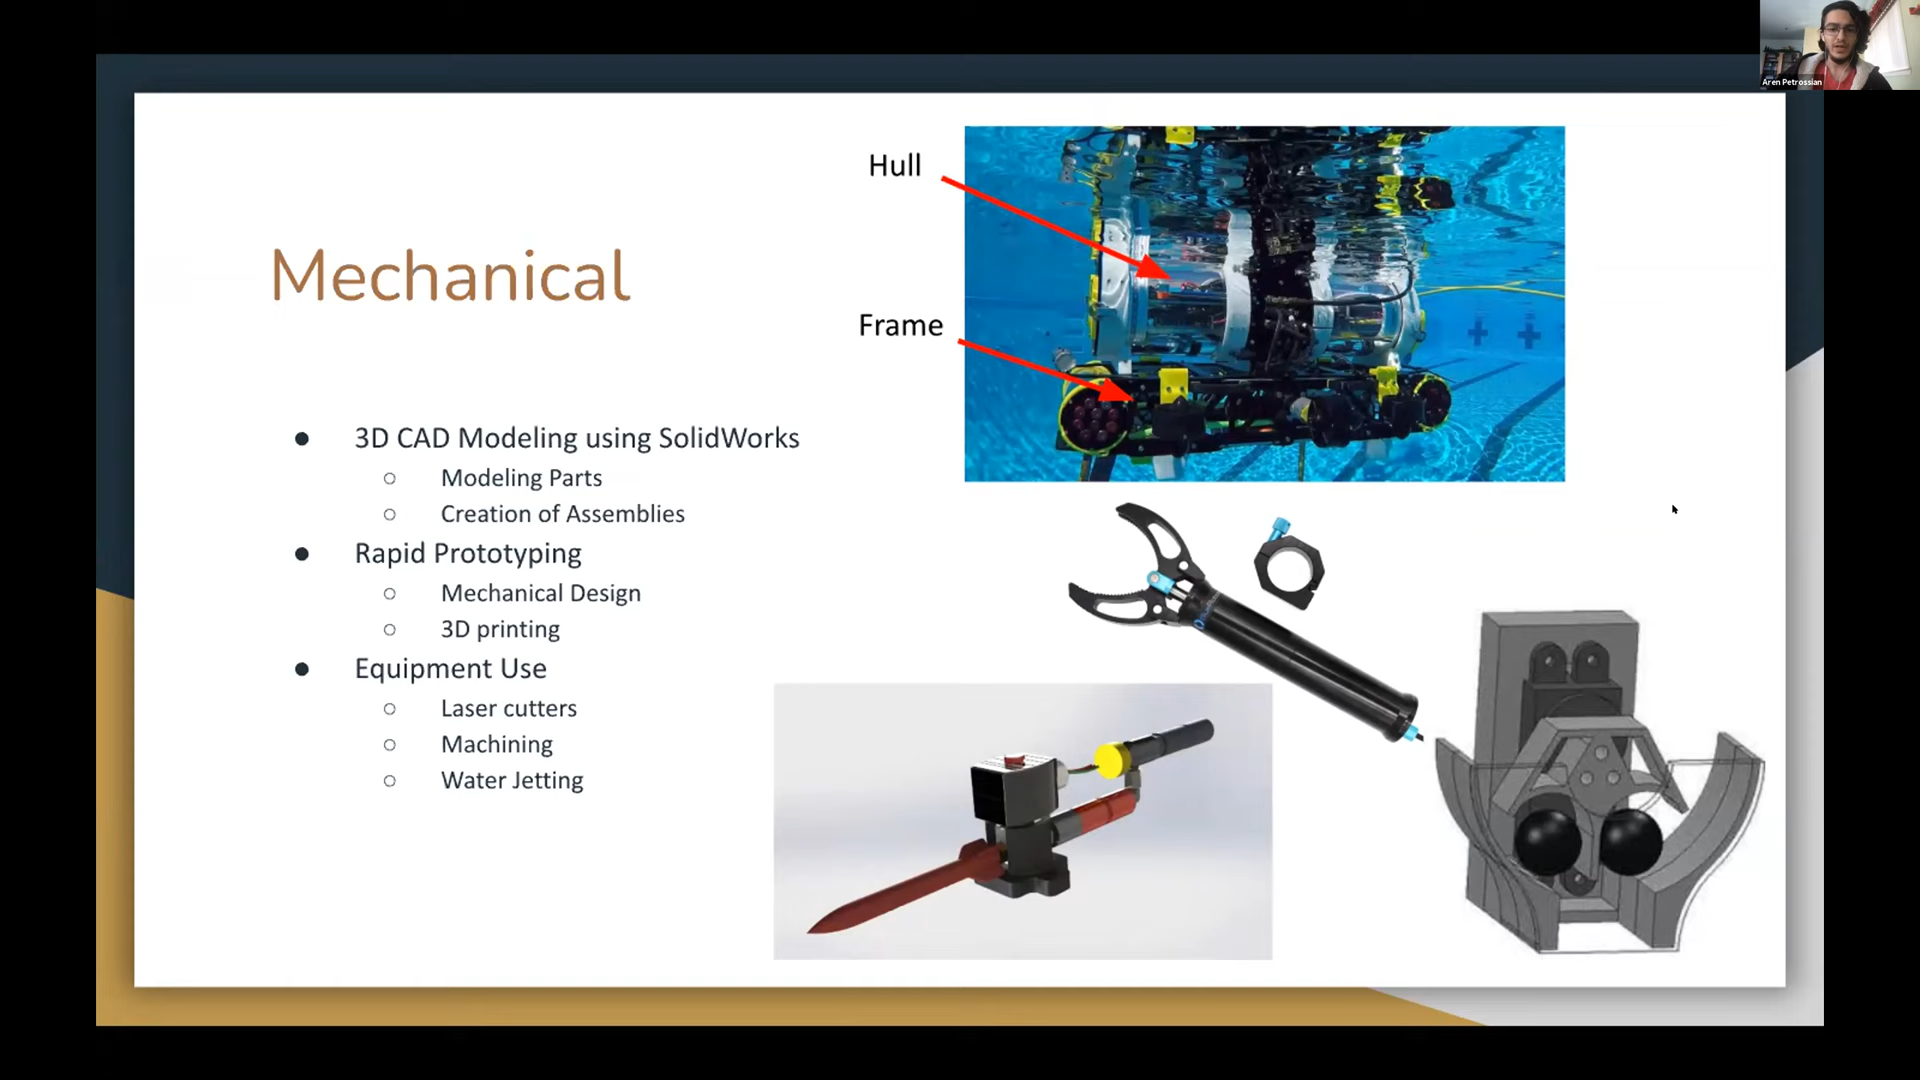 Aren Petrossian
Hull
Mechanical
Frame
● 3D CAD Modeling using SolidWorks
○ Modeling Parts
○ Creation of Assemblies
● Rapid Prototyping
○ Mechanical Design
○ 3D printing
● Equipment Use
○ Laser cutters
○ Machining
○ Water Jetting